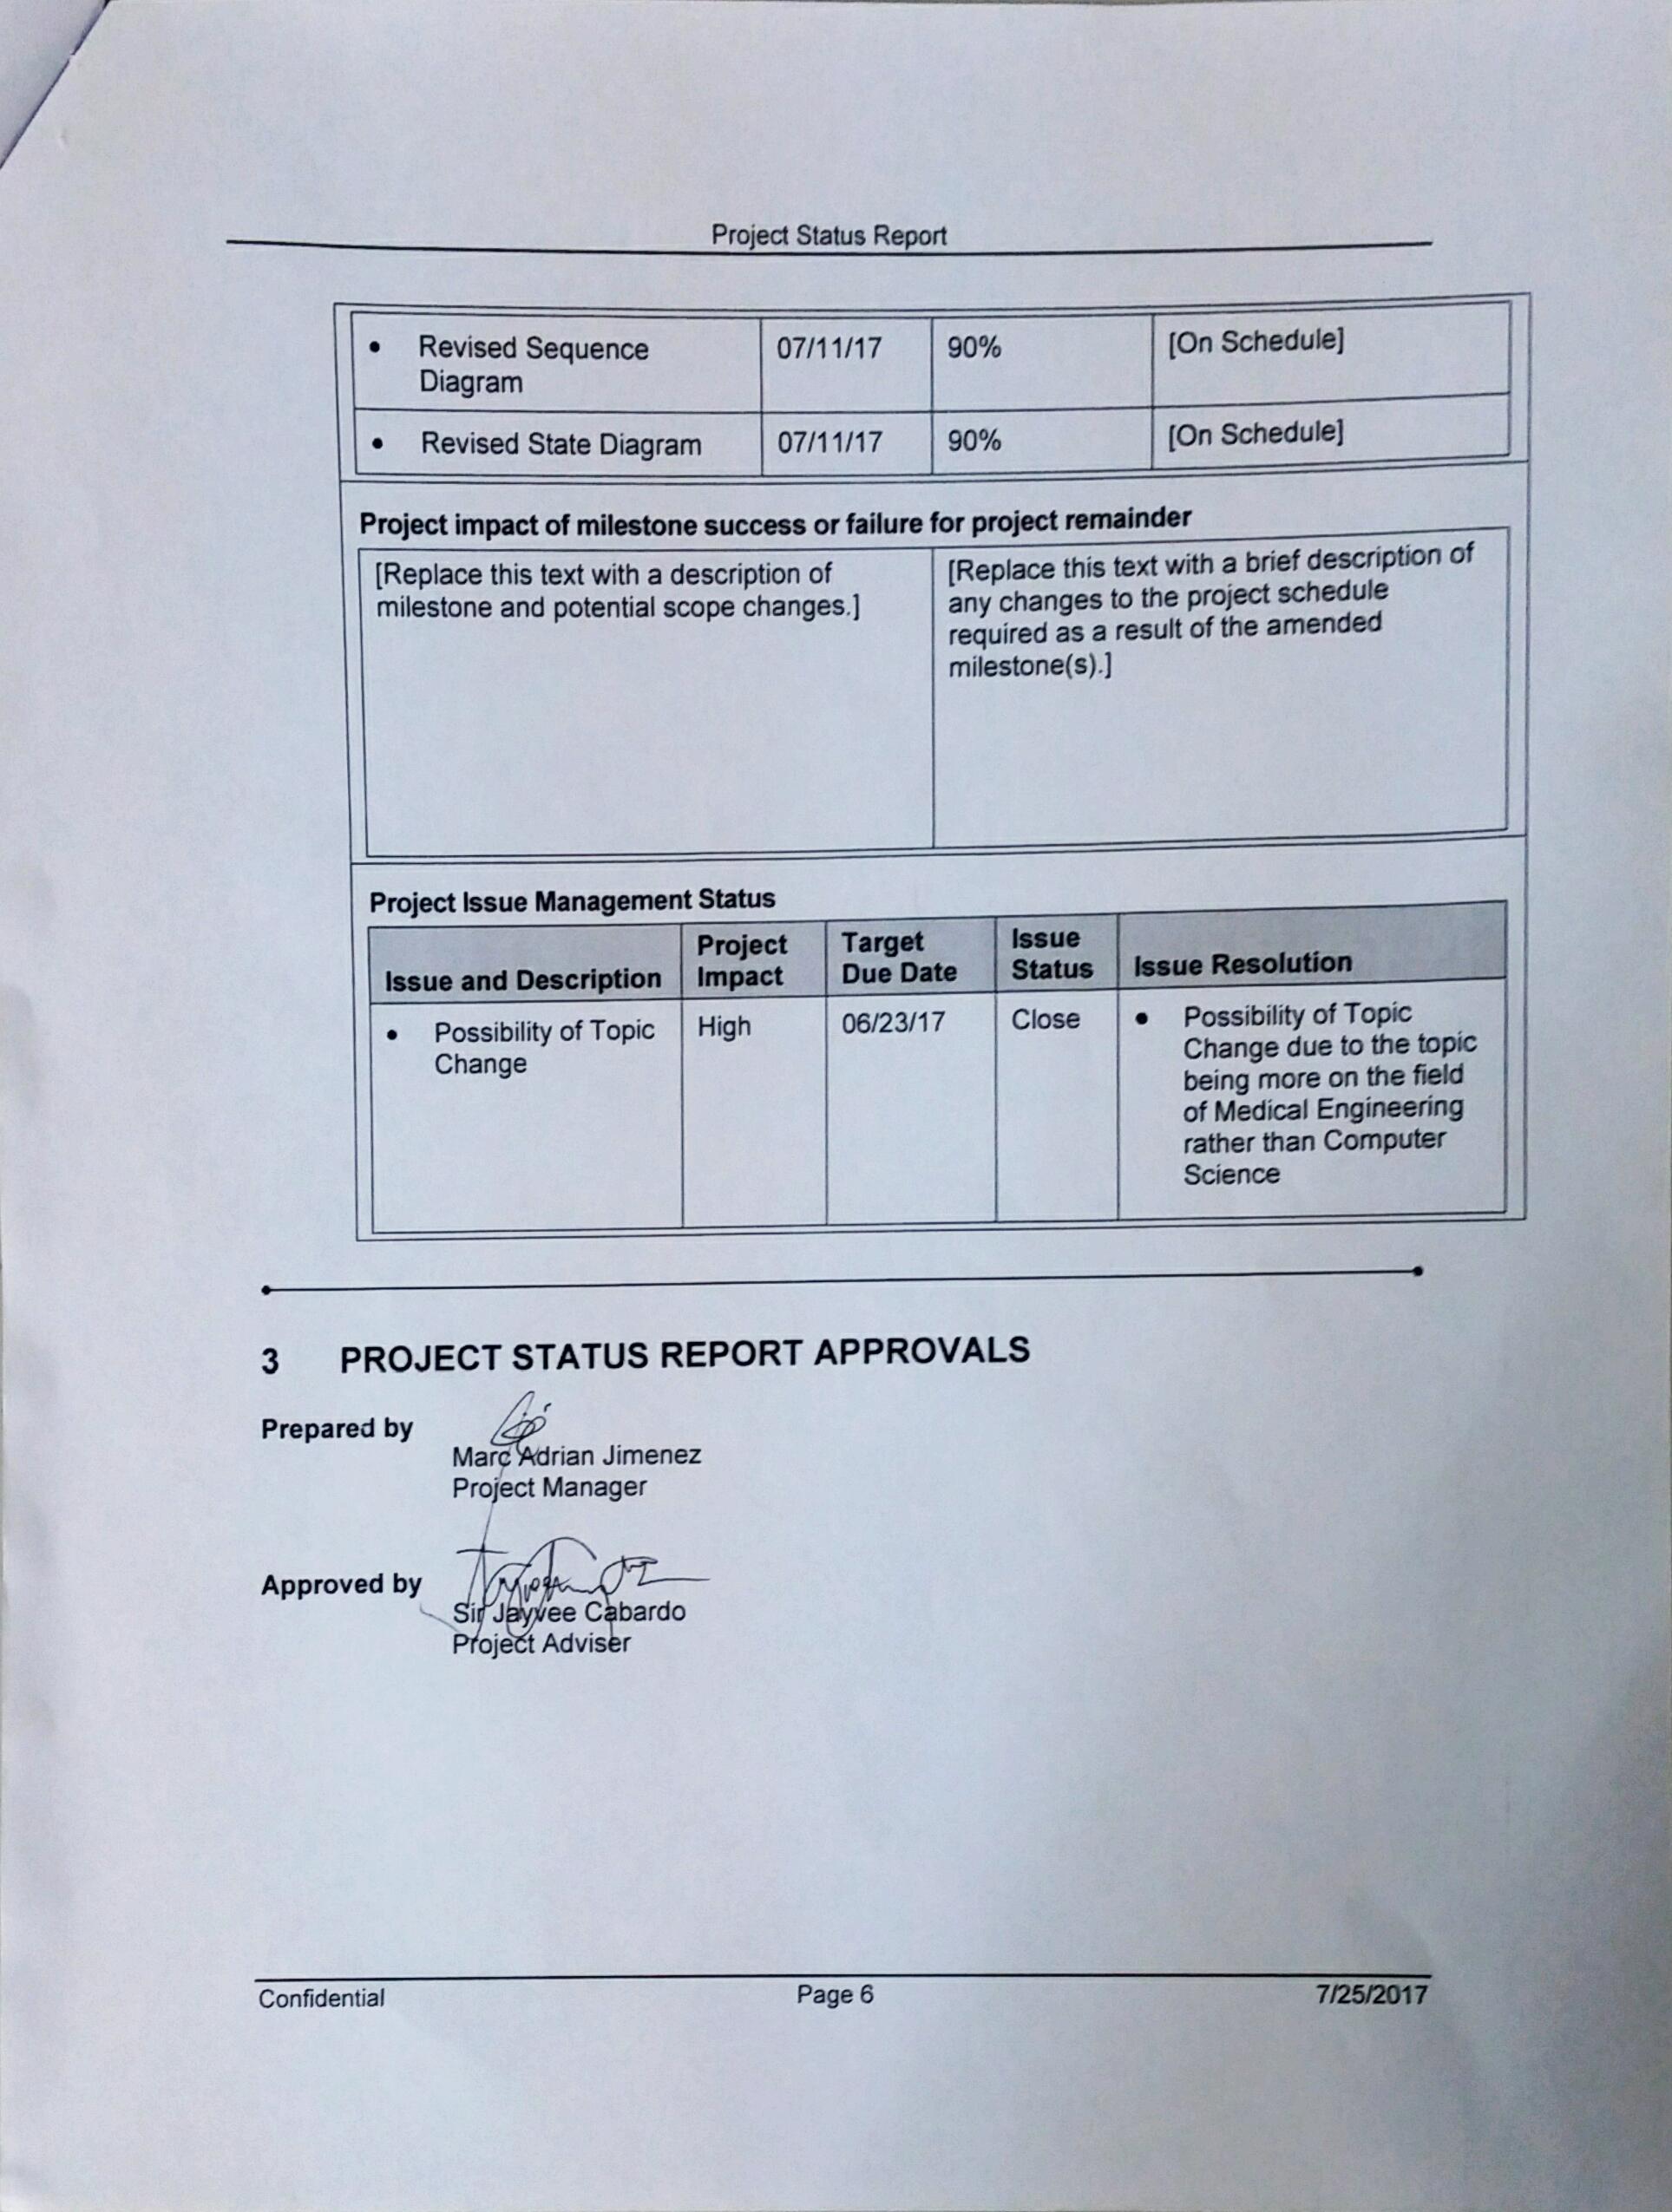 Project Status Report
• Revised Sequence 07/11/17 90% [On Schedule]
Diagram
• Revised State Diagram 07/11/17 90% [On Schedule]
Project impact of milestone success or failure for project remainder
[Replace this text with a description of
milestone and potential scope changes.]
[Replace this text with a brief description of
any changes to the project schedule
required as a result of the amended
milestone(s).]
Project Issue Management Status
Issue and Description
Project
Impact
Target
Due Date
Issue
Status
Issue Resolution
• Possibility of Topic
Change
High
06/23/17
Close
• Possibility of Topic
Change due to the topic
being more on the field
of Medical Engineering
rather than Computer
Science
3 PROJECT STATUS REPORT APPROVALS
Prepared by
Marc Adrian Jimenez
Project Manager
Approved by
Sir Jayvee Cabardo
Project Adviser
Confidential Page 6 7/25/2017